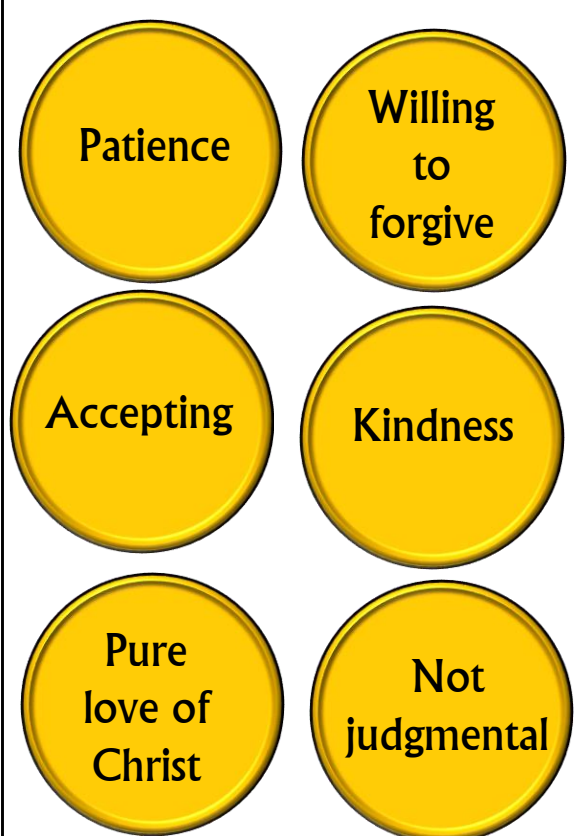 Patience
Willing
to
forgive
Accepting
Kindness
Pure
love of
Christ
Not
judgmental